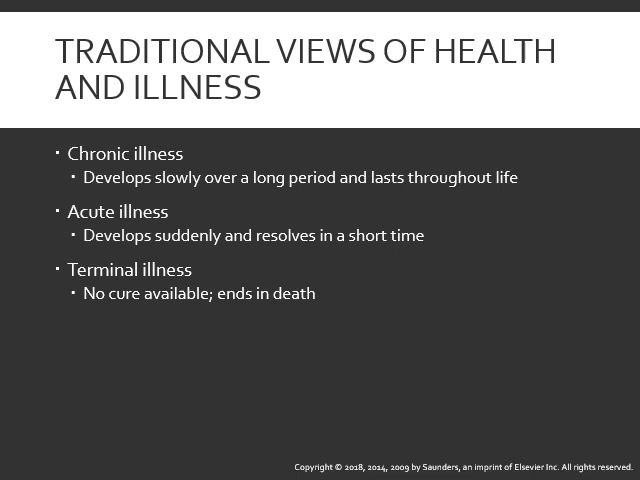 TRADITIONAL VIEWS OF HEALTH
AND ILLNESS
▪ Chronic illness
▪ Develops slowly over a long period and lasts throughout life
▪ Acute illness
▪ Develops suddenly and resolves in a short time
▪ Terminal illness
▪ No cure available; ends in death
Copyright © 2018, 2014, 2009 by Saunders, an imprint of Elsevier Inc. All rights reserved.